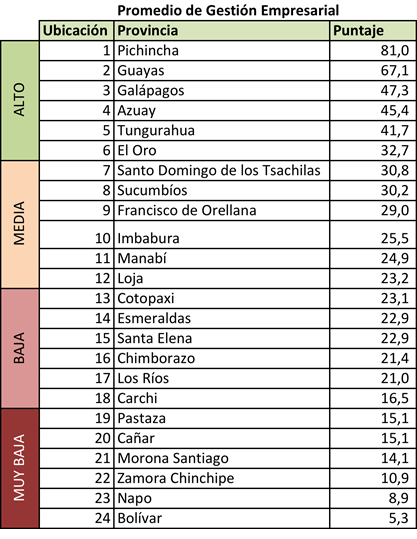 Promedio de Gestión Empresarial
Ubicación Provincia Puntaje
ALTO
1 Pichincha 81,0
2 Guayas 67,1
3 Galápagos 47,3
4 Azuay 45,4
5 Tungurahua 41,7
6 El Oro 32,7
MEDIA
7 Santo Domingo de los Tsachilas 30,8
8 Sucumbíos 30,2
9 Francisco de Orellana 29,0
10 Imbabura 25,5
11 Manabí 24,9
12 Loja 23,2
BAJA
13 Cotopaxi 23,1
14 Esmeraldas 22,9
15 Santa Elena 22,9
16 Chimborazo 21,4
17 Los Ríos 21,0
18 Carchi 16,5
MUY BAJA
19 Pastaza 15,1
20 Cañar 15,1
21 Morona Santiago 14,1
22 Zamora Chinchipe 10,9
23 Napo 8,9
24 Bolívar 5,3